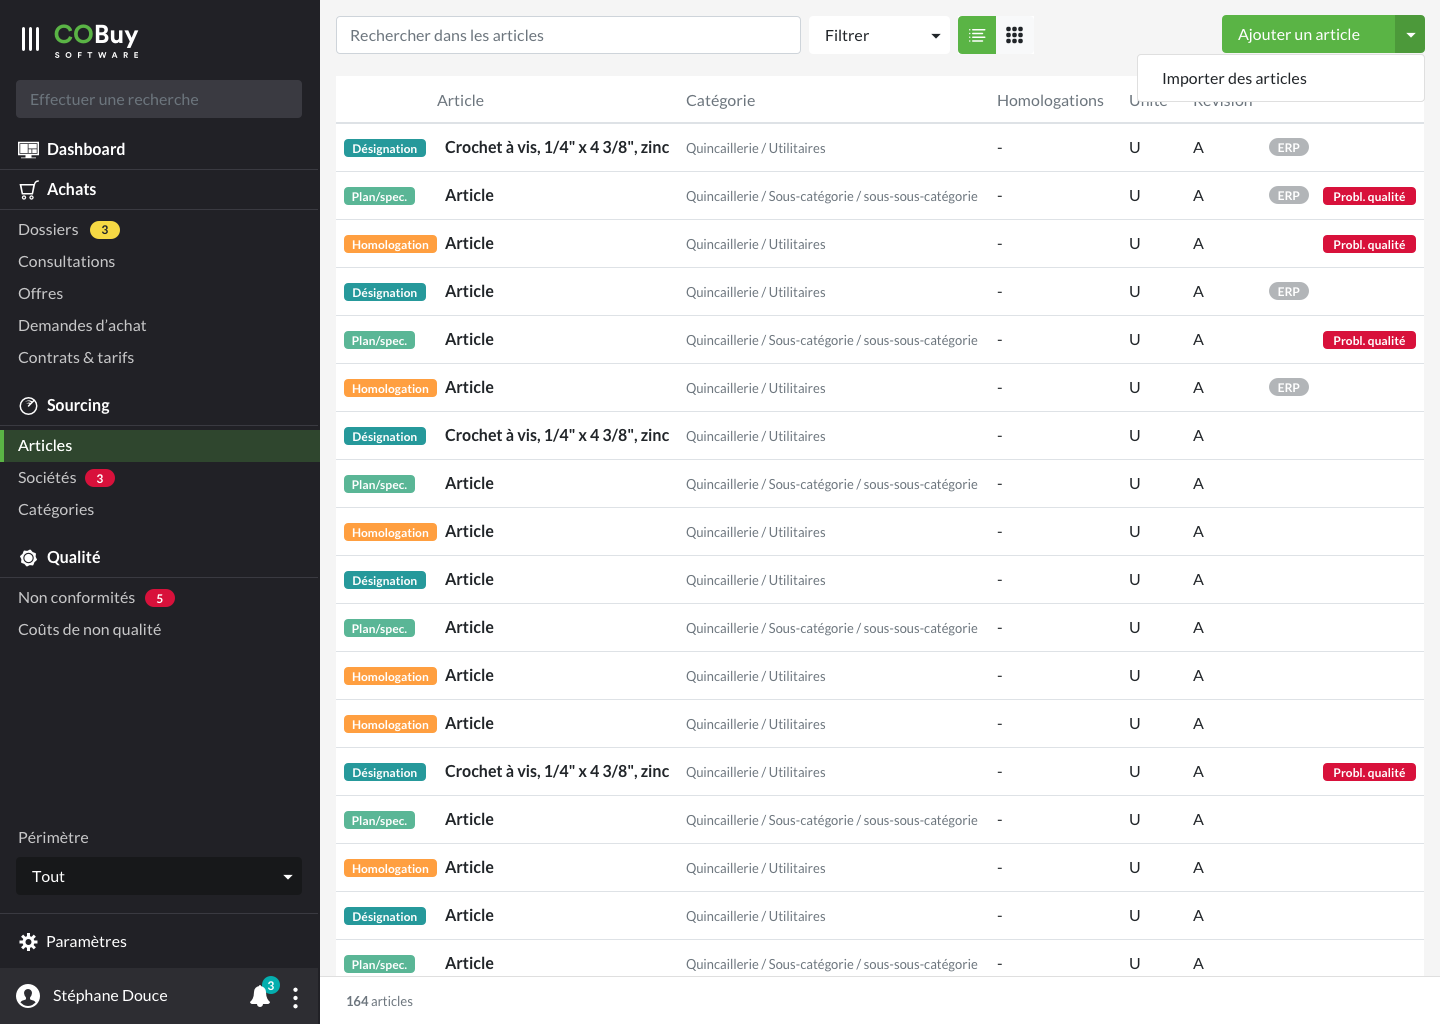 COBuy
SOFTWARE
Effectuer une recherche
Dashboard
Achats
Dossiers 3
Consultations
Offres
Demandes d’achat
Contrats & tarifs
Sourcing
Articles
Sociétés 3
Catégories
Qualité
Non conformités 5
Coûts de non qualité
Périmètre
Tout
Paramètres
Stéphane Douce 3
Rechercher dans les articles Filtrer Ajouter un article
Importer des articles
Article Catégorie Homologations Unité Révision
Désignation Crochet à vis, 1/4" x 4 3/8", zinc Quincaillerie / Utilitaires - U A ERP
Plan/spec. Article Quincaillerie / Sous-catégorie / sous-sous-catégorie - U A ERP Probl. qualité
Homologation Article Quincaillerie / Utilitaires - U A Probl. qualité
Désignation Article Quincaillerie / Utilitaires - U A ERP
Plan/spec. Article Quincaillerie / Sous-catégorie / sous-sous-catégorie - U A Probl. qualité
Homologation Article Quincaillerie / Utilitaires - U A ERP
Désignation Crochet à vis, 1/4" x 4 3/8", zinc Quincaillerie / Utilitaires - U A
Plan/spec. Article Quincaillerie / Sous-catégorie / sous-sous-catégorie - U A
Homologation Article Quincaillerie / Utilitaires - U A
Désignation Article Quincaillerie / Utilitaires - U A
Plan/spec. Article Quincaillerie / Sous-catégorie / sous-sous-catégorie - U A
Homologation Article Quincaillerie / Utilitaires - U A
Homologation Article Quincaillerie / Utilitaires - U A
Désignation Crochet à vis, 1/4" x 4 3/8", zinc Quincaillerie / Utilitaires - U A Probl. qualité
Plan/spec. Article Quincaillerie / Sous-catégorie / sous-sous-catégorie - U A
Homologation Article Quincaillerie / Utilitaires - U A
Désignation Article Quincaillerie / Utilitaires - U A
Plan/spec. Article Quincaillerie / Sous-catégorie / sous-sous-catégorie - U A
164 articles